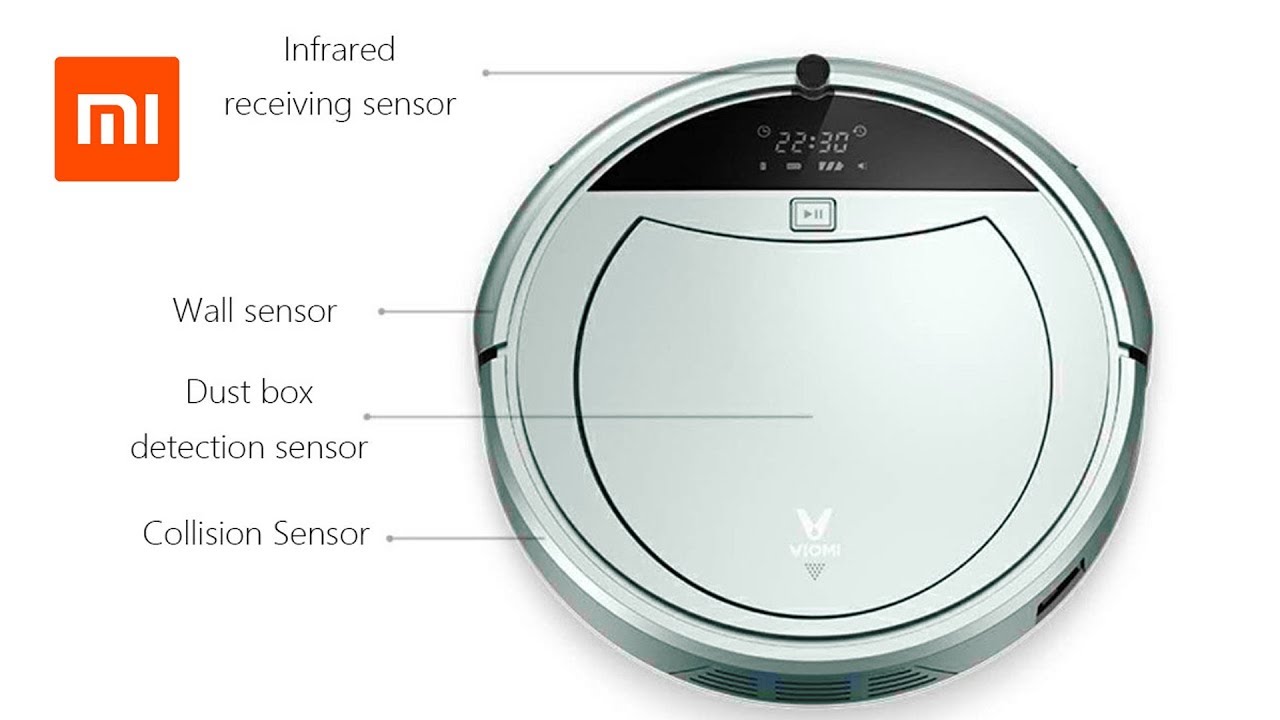 mi
Infrared
receiving sensor
22:30
Wall sensor
Dust box
detection sensor
Collision Sensor
VIOMI